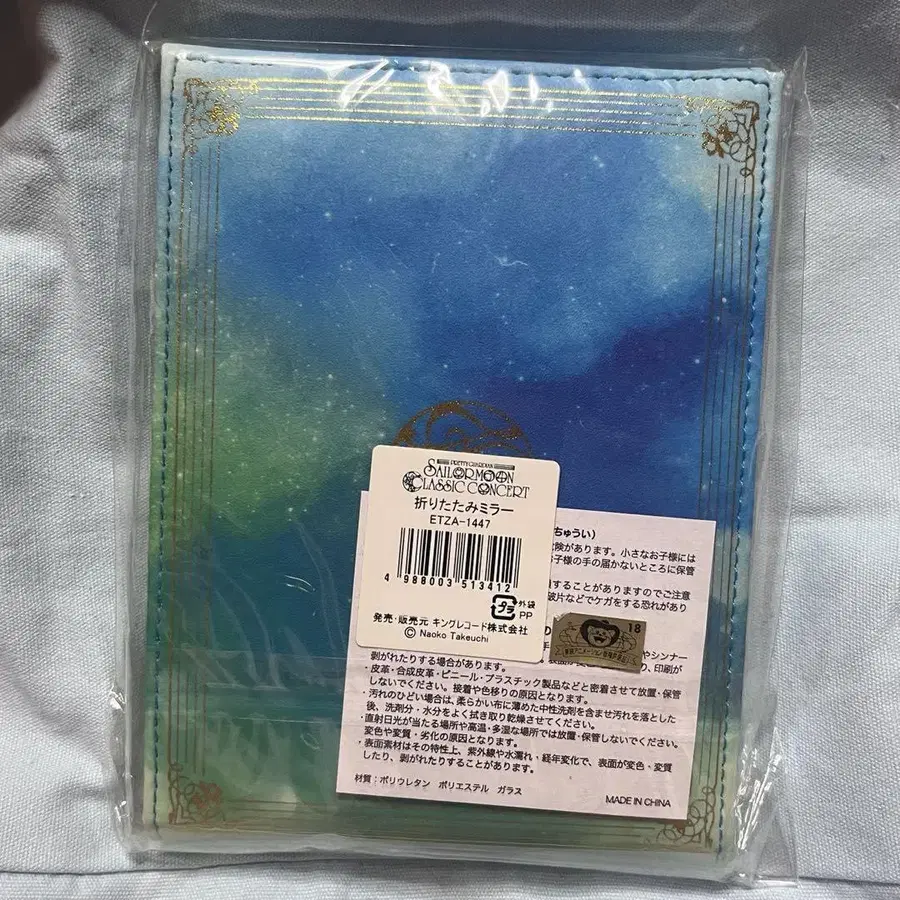 PRETTY GUARDIAN
SAILORMOON
CLASSIC CONCERT
折りたたみミラー
ETZA-1447
4 988003 513412
プラ 外袋
PP
発売・販売元 キングレコード株式会社
© Naoko Takeuchi
ちゅうい）
険があります。小さなお子様には
お子様の手の届かないところに保管
することがありますのでご注意
破片などでケガをする恐れがあり
18
やシンナー
り、印刷が
剥がれたりする場合があります。
・皮革・合成皮革・ビニール・プラスチック製品などと密着させて放置・保管
しないでください。接着や色移りの原因となります。
・汚れのひどい場合は、柔らかい布に薄めた中性洗剤を含ませ汚れを落とした
後、洗剤分・水分をよく拭き取り乾燥させてください。
・直射日光が当たる場所や高温・多湿な場所では放置・保管しないでください。
変色や変質・劣化の原因となります。
・表面素材はその特性上、紫外線や水濡れ・経年変化で、表面が変色・変質
したり、剥がれたりすることがあります。
材質：ポリウレタン ポリエステル ガラス
MADE IN CHINA